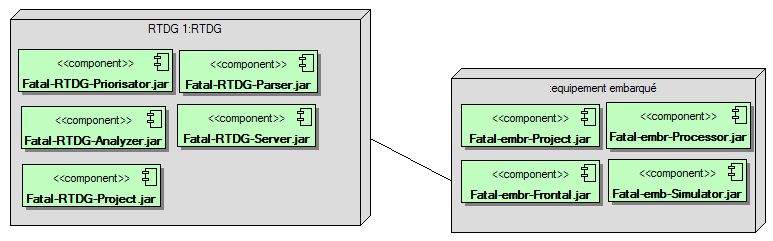 RTDG 1:RTDG
<<component>>
Fatal-RTDG-Priorisator.jar
<<component>>
Fatal-RTDG-Parser.jar
<<component>>
Fatal-RTDG-Analyzer.jar
<<component>>
Fatal-RTDG-Server.jar
<<component>>
Fatal-RTDG-Project.jar
:equipement embarqué
<<component>>
Fatal-embr-Project.jar
<<component>>
Fatal-embr-Processor.jar
<<component>>
Fatal-embr-Frontal.jar
<<component>>
Fatal-emb-Simulator.jar